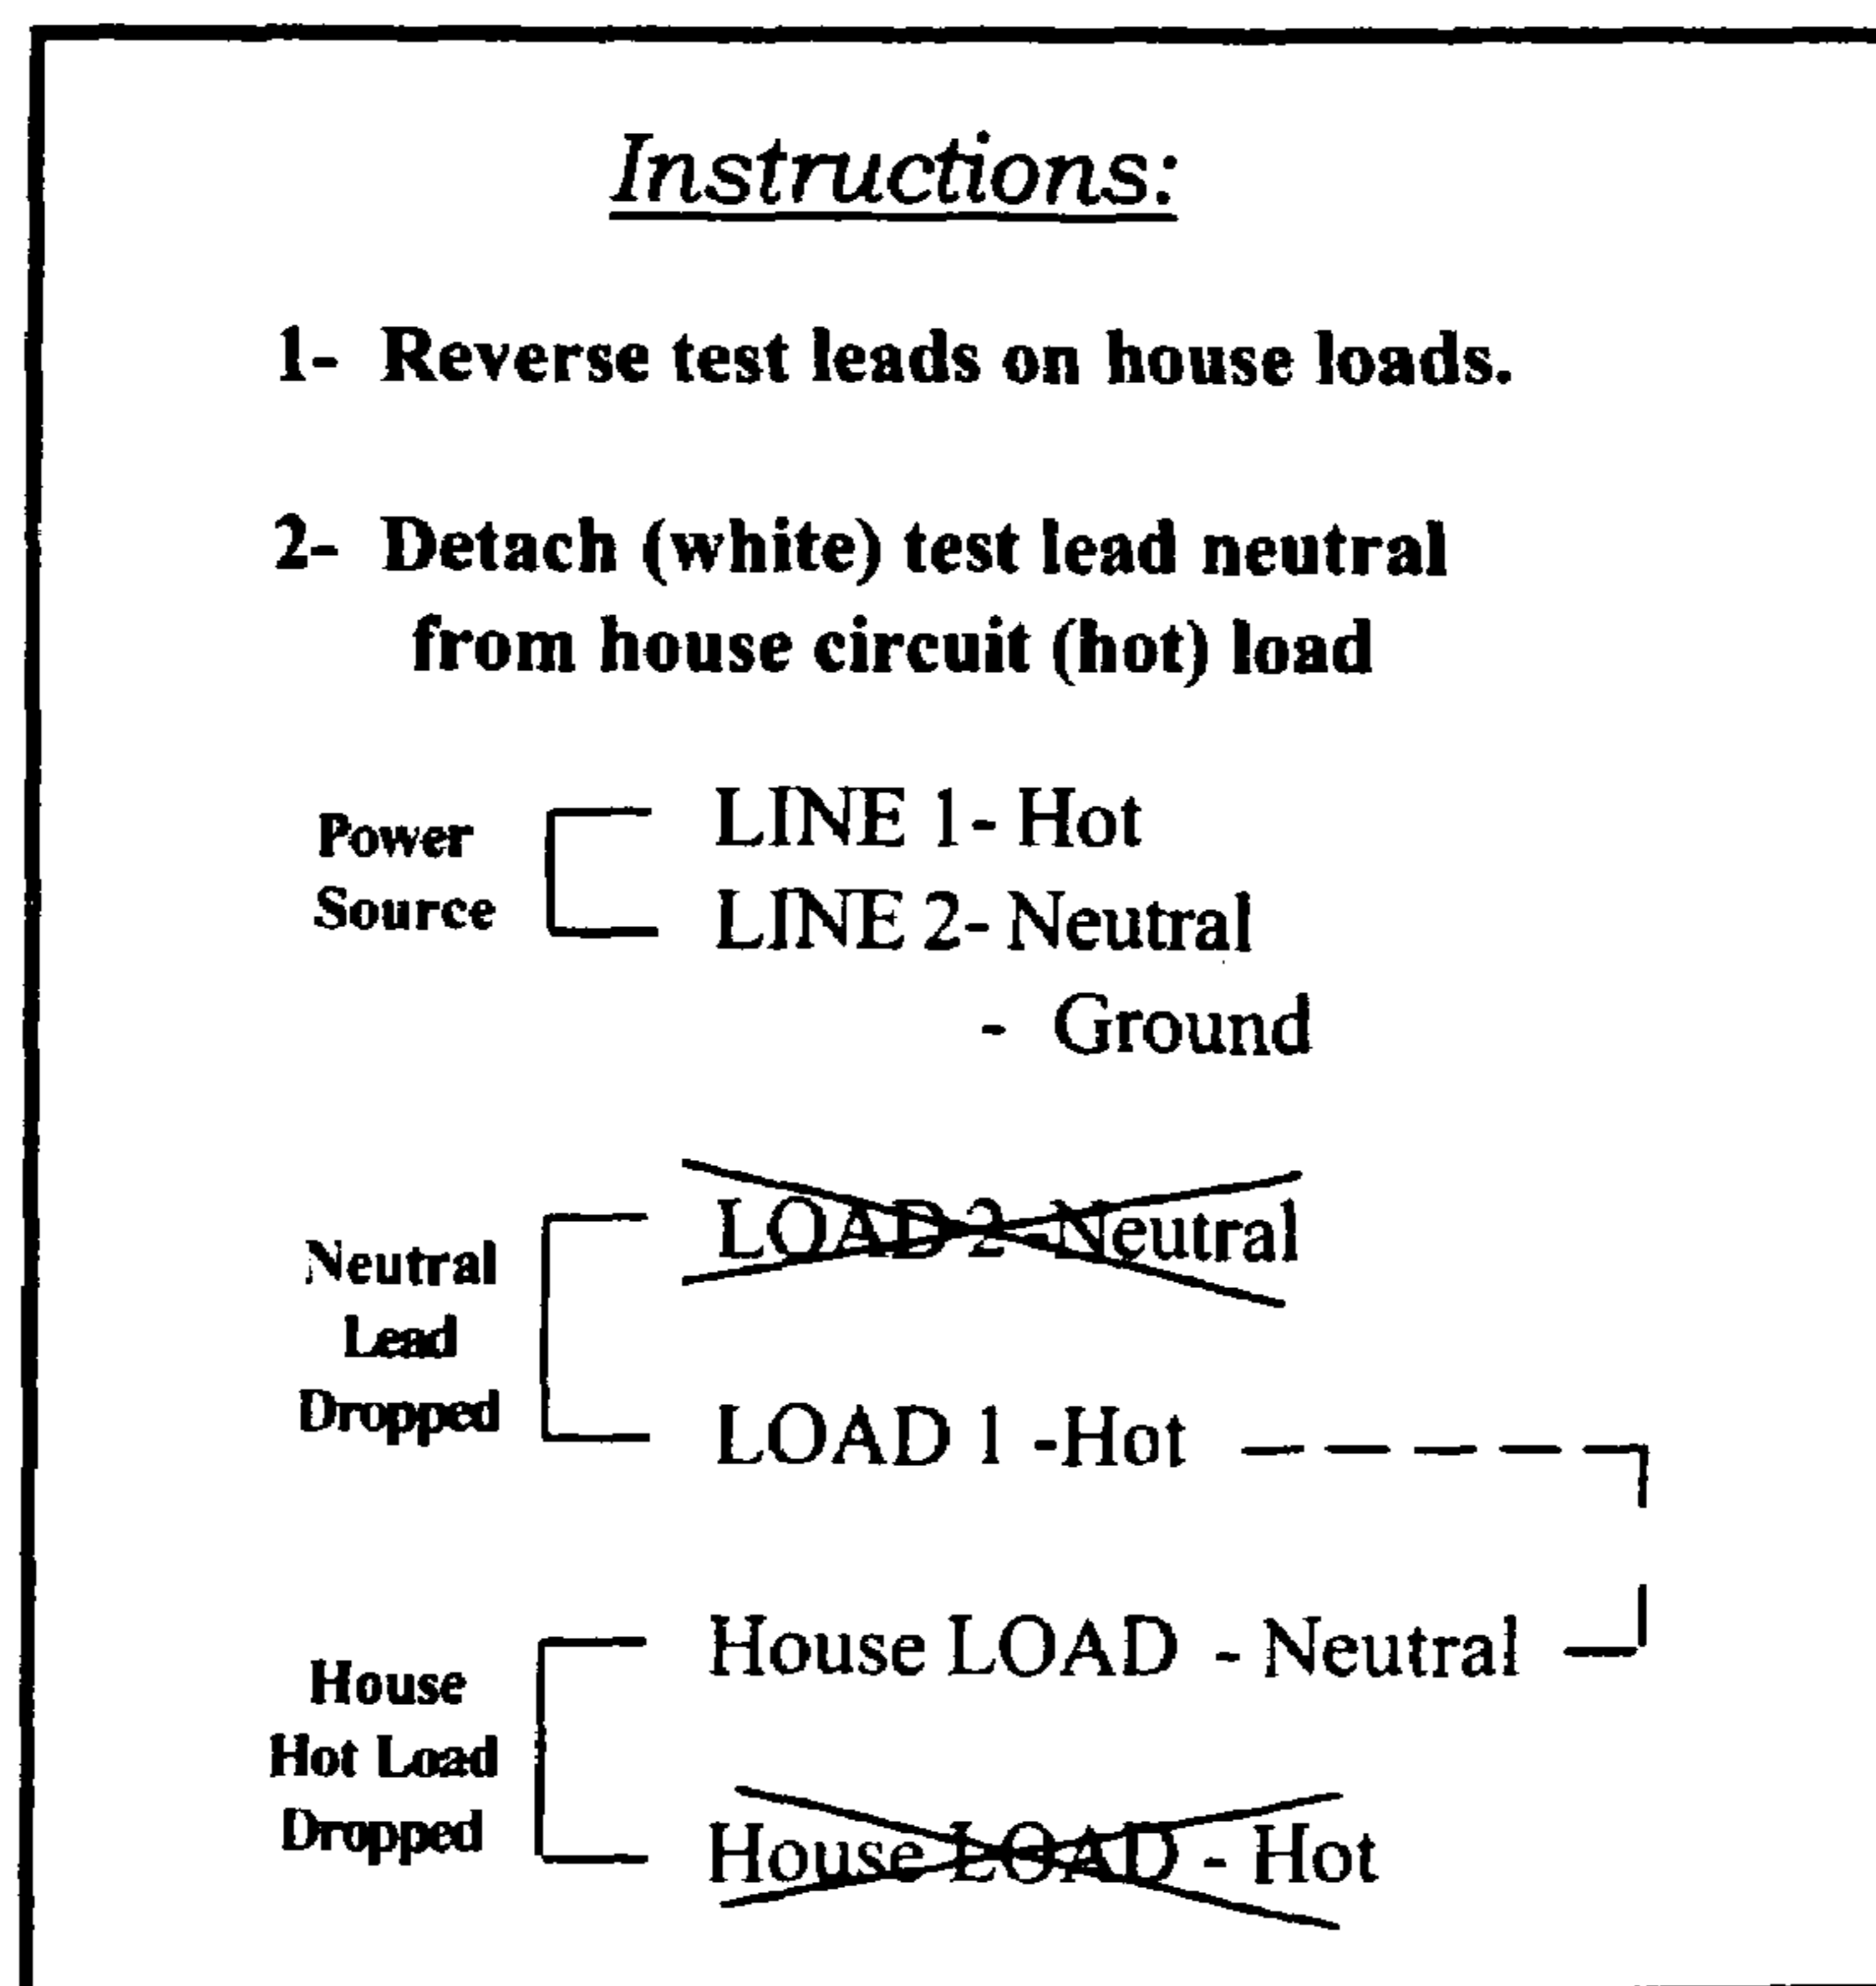 Instructions:
1- Reverse test leads on house loads.
2- Detach (white) test lead neutral
from house circuit (hot) load
Power
Source
LINE 1- Hot
LINE 2- Neutral
- Ground
Neutral
Lead
Dropped
LOAD 2 -Neutral
LOAD 1 -Hot
House
Hot Load
Dropped
House LOAD - Neutral
House LOAD - Hot